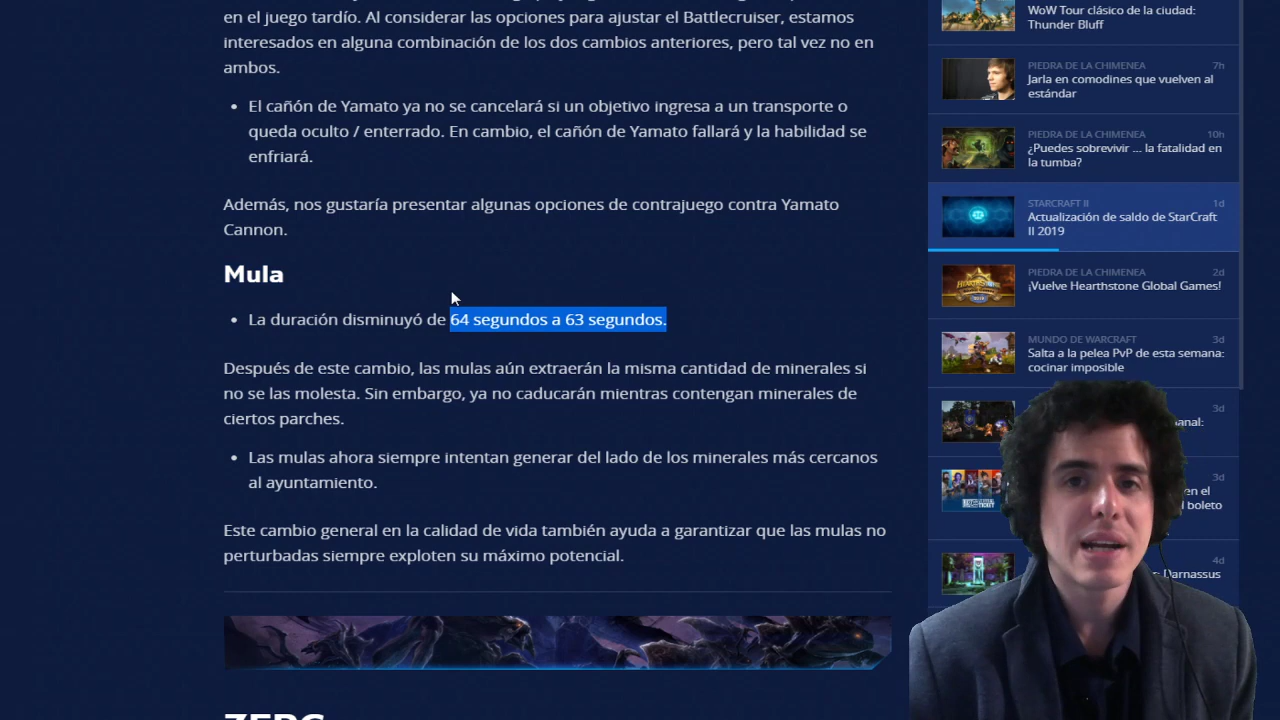 en el juego tardío. Al considerar las opciones para ajustar el Battlecruiser, estamos
interesados en alguna combinación de los dos cambios anteriores, pero tal vez no en
ambos.
El cañón de Yamato ya no se cancelará si un objetivo ingresa a un transporte o
queda oculto / enterrado. En cambio, el cañón de Yamato fallará y la habilidad se
enfriará.
Además, nos gustaría presentar algunas opciones de contrajuego contra Yamato
Cannon.
Mula
La duración disminuyó de 64 segundos a 63 segundos.
Después de este cambio, las mulas aún extraerán la misma cantidad de minerales si
no se las molesta. Sin embargo, ya no caducarán mientras contengan minerales de
ciertos parches.
Las mulas ahora siempre intentan generar del lado de los minerales más cercanos
al ayuntamiento.
Este cambio general en la calidad de vida también ayuda a garantizar que las mulas no
perturbadas siempre exploten su máximo potencial.
ZERG
WoW Tour clásico de la ciudad:
Thunder Bluff
PIEDRA DE LA CHIMENEA 7h
Jarla en comodines que vuelven al
estándar
PIEDRA DE LA CHIMENEA 10h
¿Puedes sobrevivir ... la fatalidad en
la tumba?
STARCRAFT II 1d
Actualización de saldo de StarCraft
II 2019
PIEDRA DE LA CHIMENEA 2d
¡Vuelve Hearthstone Global Games!
MUNDO DE WARCRAFT 3d
Salta a la pelea PvP de esta semana:
cocinar imposible
3d
3d
en el
boleto
4d
Darnassus